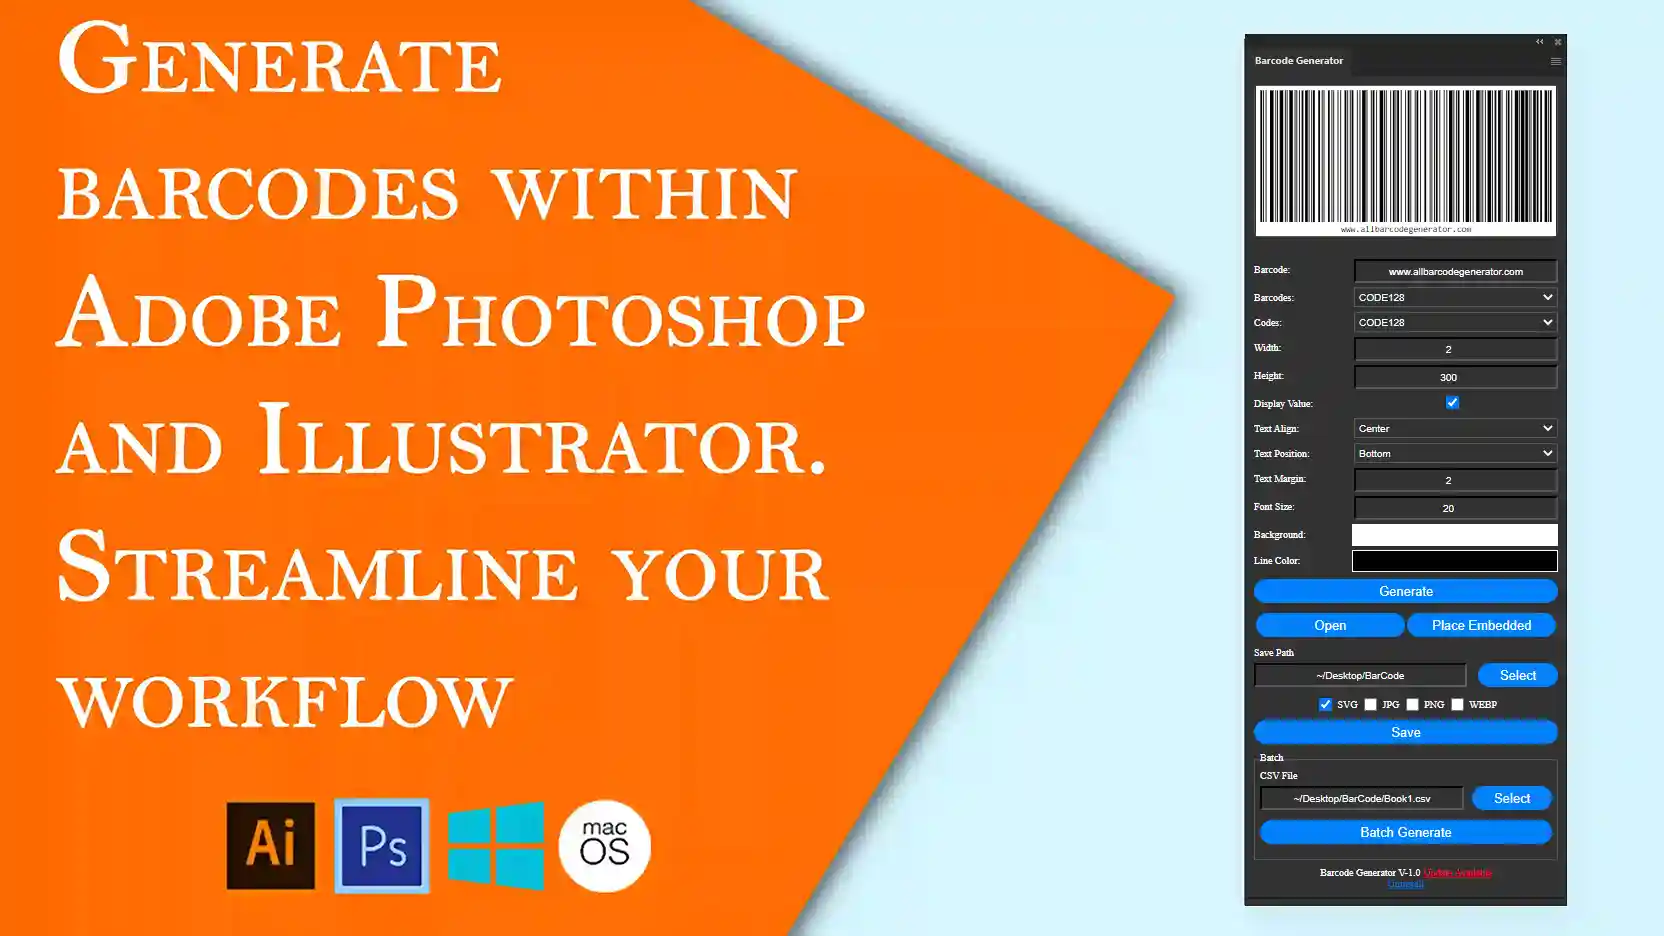 Generate
barcodes within
Adobe Photoshop
and Illustrator.
Streamline your
workflow
Ai
Ps
mac
OS
Barcode Generator
www.allbarcodegenerator.com
Barcode: www.allbarcodegenerator.com
Barcodes: CODE128
Codes: CODE128
Width: 2
Height: 300
Display Value:
Text Align: Center
Text Position: Bottom
Text Margin: 2
Font Size: 20
Background:
Line Color:
Generate
Open Place Embedded
Save Path
~/Desktop/BarCode Select
SVG JPG PNG WEBP
Save
Batch
CSV File
~/Desktop/BarCode/Book1.csv Select
Batch Generate
Barcode Generator V-1.0 Update Available
Uninstall